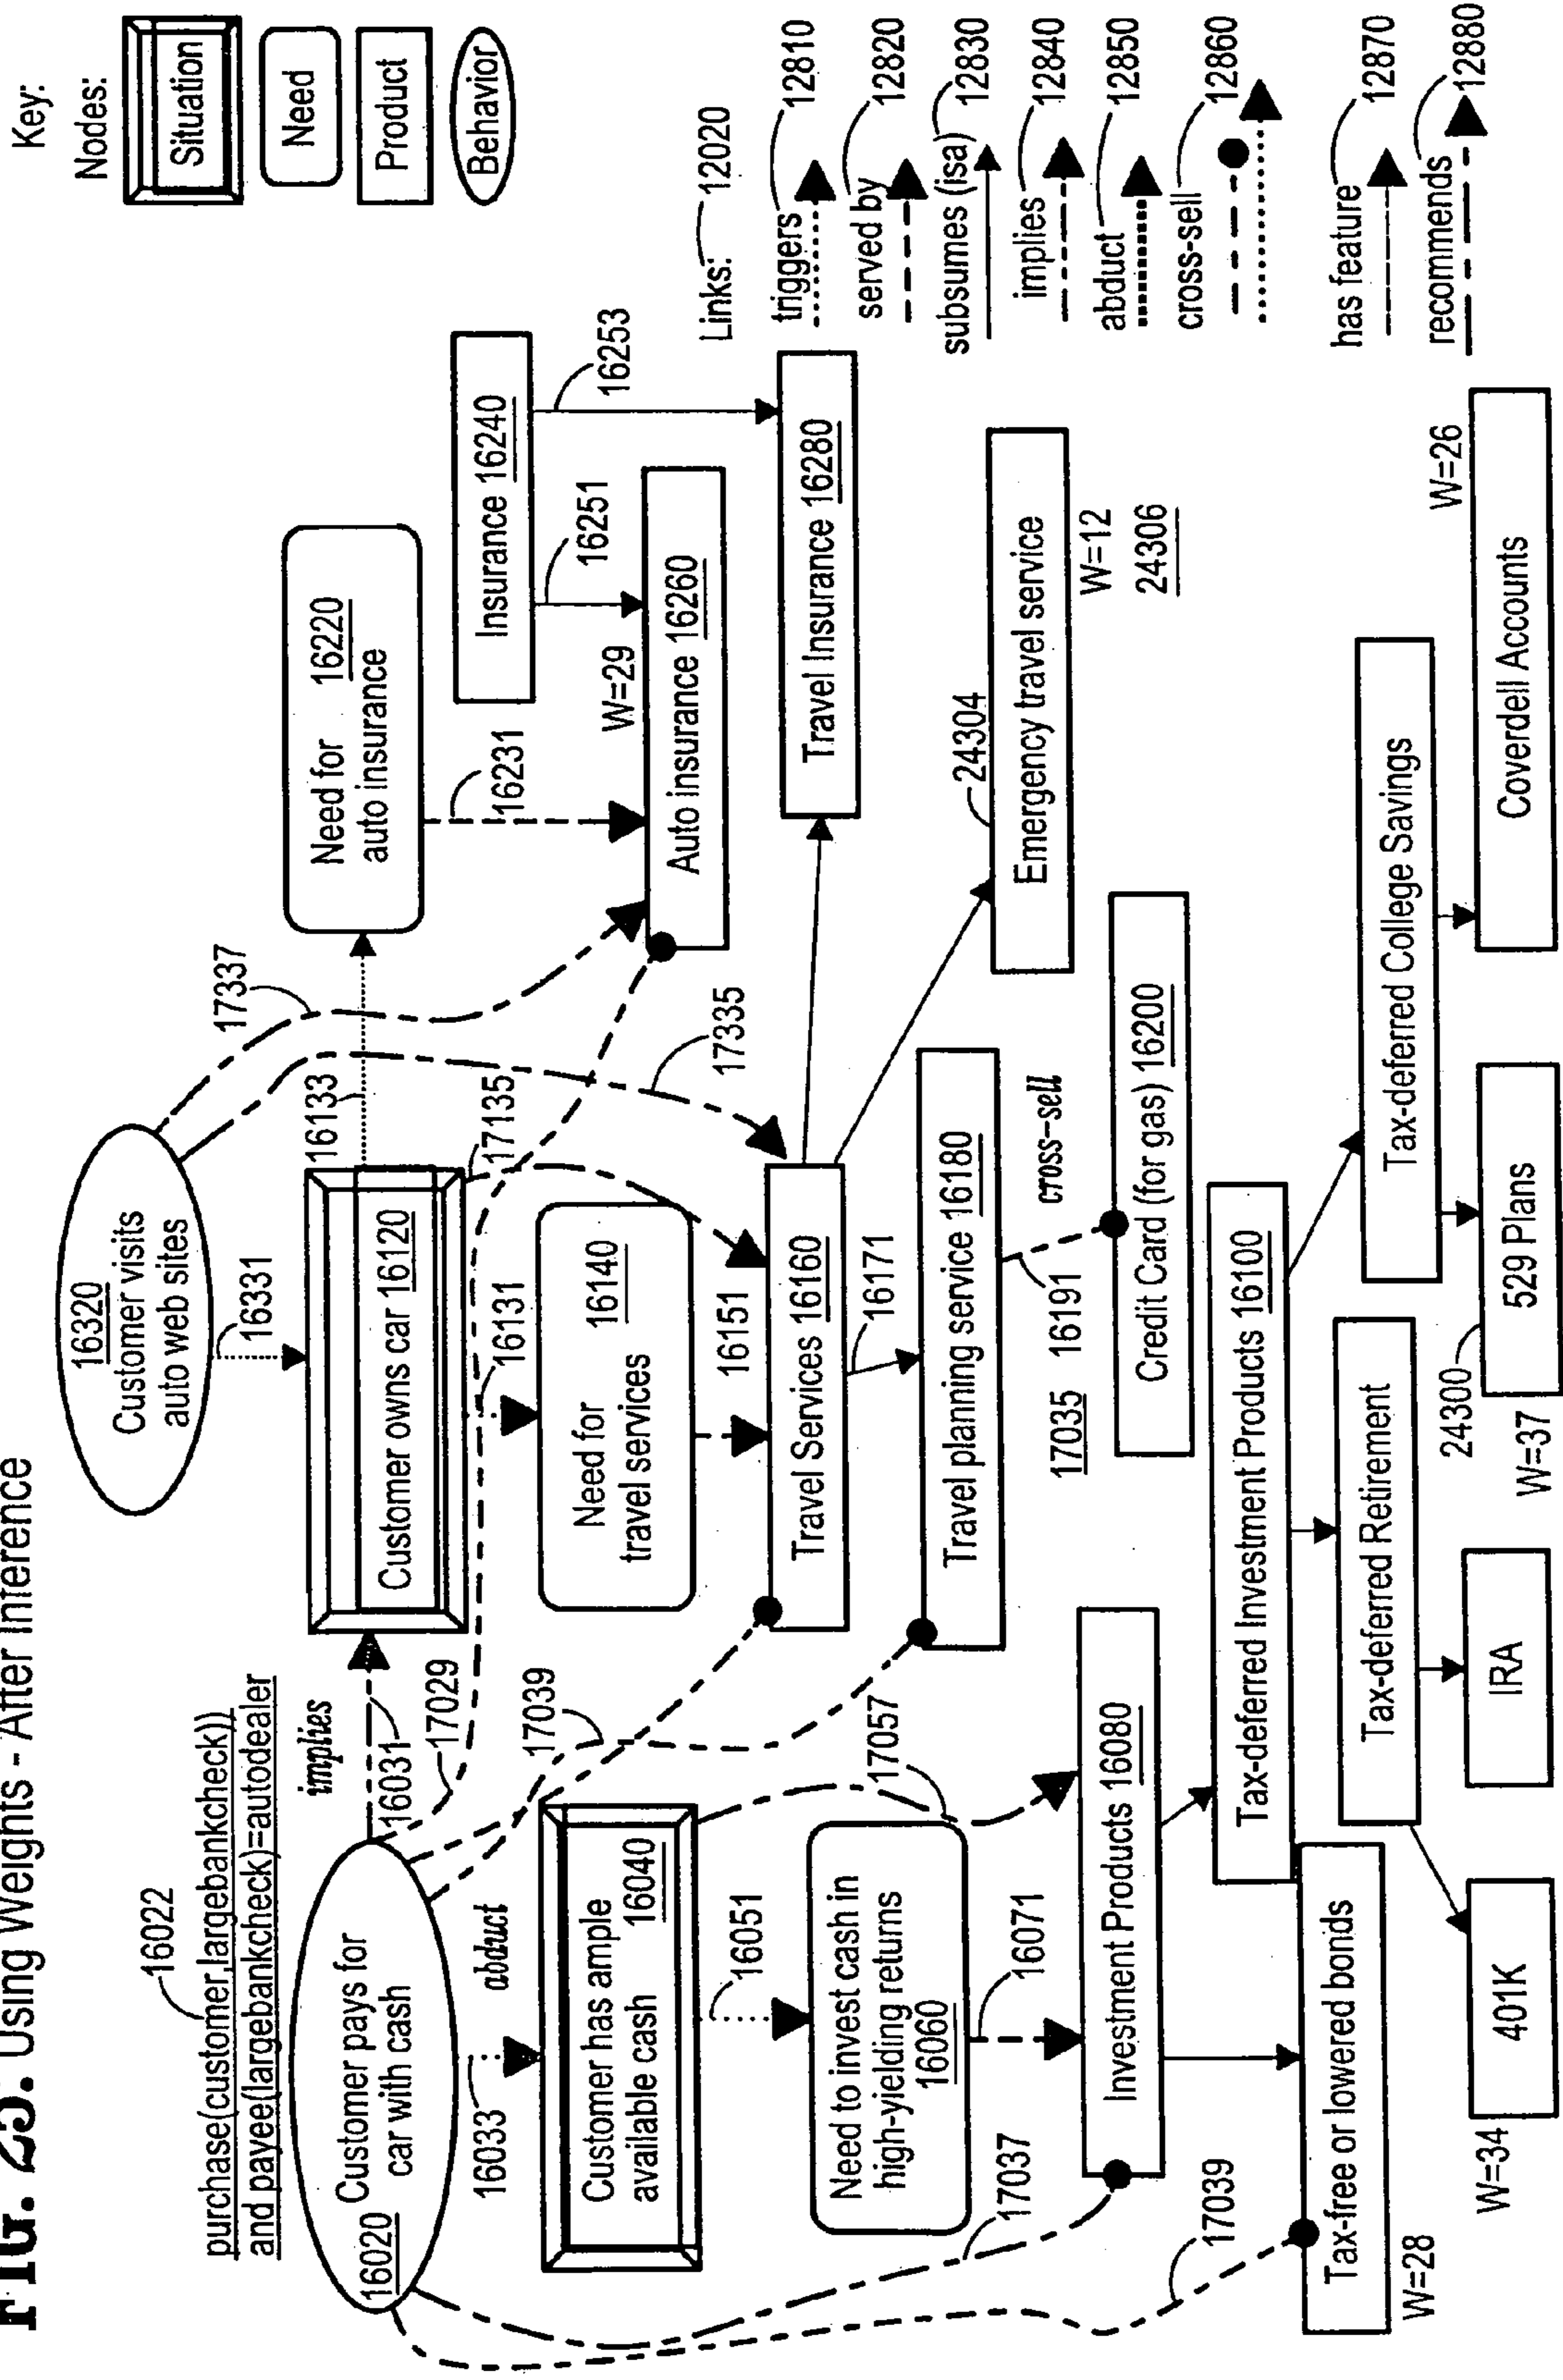 FIG. 25. Using Weights - After Inference
Key:
Nodes:
Situation
Need
Product
Behavior
Links: 12020
triggers 12810
served by 12820
subsumes (isa) 12830
implies 12840
abduct 12850
cross-sell 12860
has feature 12870
recommends 12880
16022
purchase(customer,largebankcheck))
and payee(largebankcheck)=autodealer
Customer pays for
car with cash
16020
implies
16031
17029
17039
abduct
16033
Customer has ample
available cash 16040
16051
Need to invest cash in
high-yielding returns
16060
16071
17057
17037
17039
Investment Products 16080
Tax-free or lowered bonds
W=28
Tax-deferred Investment Products 16100
Tax-deferred Retirement
401K
W=34
IRA
Tax-deferred College Savings
24300
529 Plans
W=37
Coverdell Accounts
W=26
16320
Customer visits
auto web sites
16331
17337
17335
Customer owns car 16120
16133
17135
16131
Need for 16140
travel services
16151
Travel Services 16160
16171
Travel planning service 16180
17035 16191 cross-sell
Credit Card (for gas) 16200
Need for 16220
auto insurance
16231
Insurance 16240
16251
16253
W=29
Auto insurance 16260
Travel Insurance 16280
24304
Emergency travel service
W=12
24306